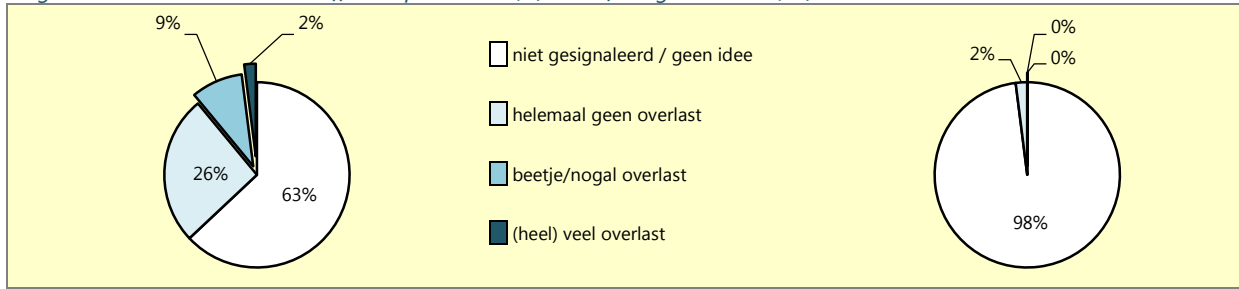 9%
2%
26%
63%
niet gesignaleerd / geen idee
helemaal geen overlast
beetje/nogal overlast
(heel) veel overlast
0%
2%
0%
98%